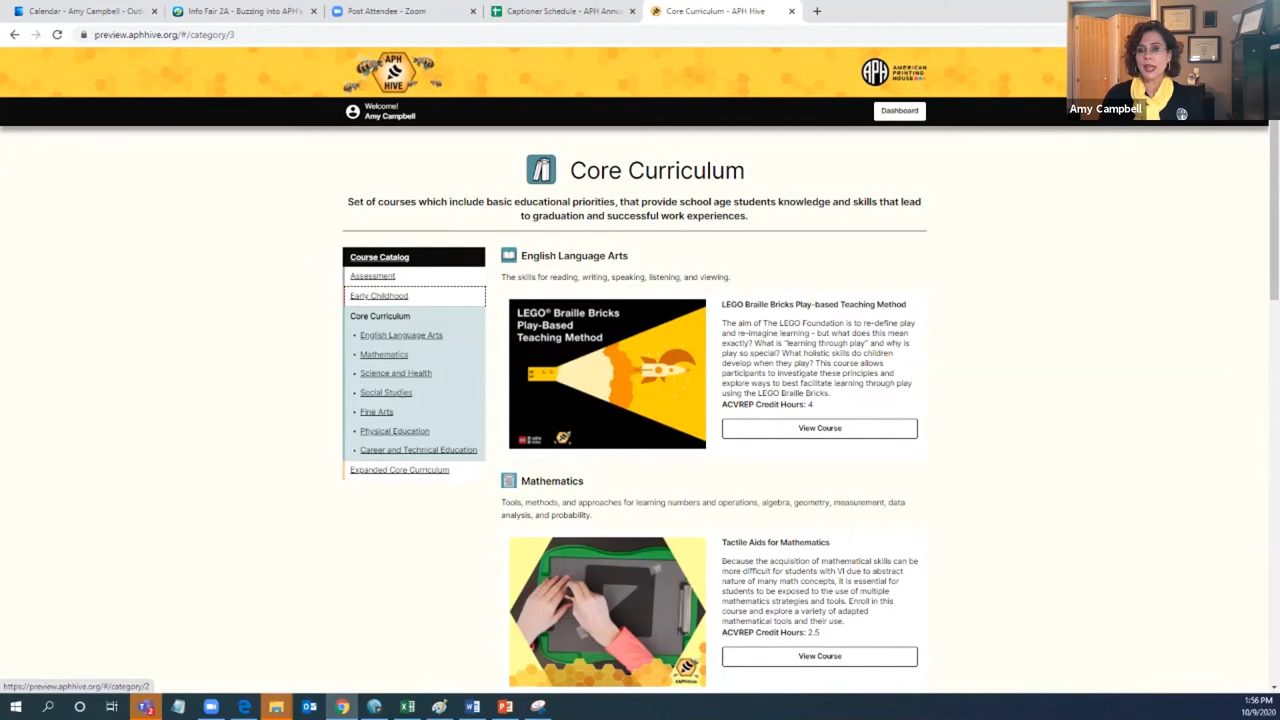 Calendar - Amy Campbell - Outl
Info Fair 2A - Buzzing into APH's
Post Attendee - Zoom
Captioner Schedule - APH Annu
Core Curriculum - APH Hive
preview.aphhive.org/#/category/3
APH
HIVE
APH
AMERICAN
PRINTING
HOUSE
Amy Campbell
Welcome!
Amy Campbell
Dashboard
Core Curriculum
Set of courses which include basic educational priorities, that provide school age students knowledge and skills that lead
to graduation and successful work experiences.
Course Catalog
Assessment
Early Childhood
Core Curriculum
• English Language Arts
• Mathematics
• Science and Health
• Social Studies
• Fine Arts
• Physical Education
• Career and Technical Education
Expanded Core Curriculum
English Language Arts
The skills for reading, writing, speaking, listening, and viewing.
LEGO® Braille Bricks
Play-Based
Teaching Method
LEGO Braille Bricks Play-based Teaching Method
The aim of The LEGO Foundation is to re-define play
and re-imagine learning - but what does this mean
exactly? What is "learning through play" and why is
play so special? What holistic skills do children
develop when they play? This course allows
participants to investigate these principles and
explore ways to best facilitate learning through play
using the LEGO Braille Bricks.
ACVREP Credit Hours: 4
View Course
Mathematics
Tools, methods, and approaches for learning numbers and operations, algebra, geometry, measurement, data
analysis, and probability.
Tactile Aids for Mathematics
Because the acquisition of mathematical skills can be
more difficult for students with VI due to abstract
nature of many math concepts, it is essential for
students to be exposed to the use of multiple
mathematics strategies and tools. Enroll in this
course and explore a variety of adapted
mathematical tools and their use.
ACVREP Credit Hours: 2.5
View Course
https://preview.aphhive.org/#/category/2
1:56 PM
10/9/2020